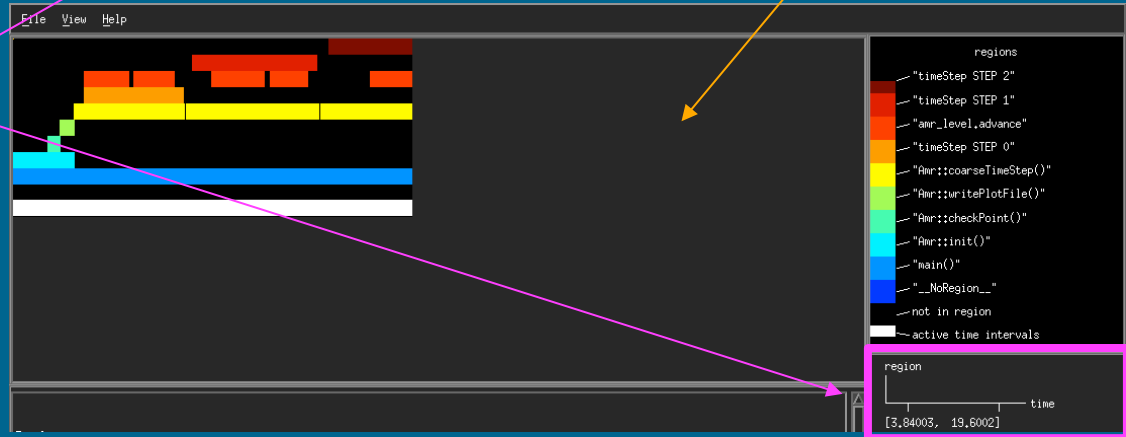 File View Help
regions
"timeStep STEP 2"
"timeStep STEP 1"
"amr_level.advance"
"timeStep STEP 0"
"Amr::coarseTimeStep()"
"Amr::writePlotFile()"
"Amr::checkPoint()"
"Amr::init()"
"main()"
"__NoRegion__"
not in region
active time intervals
region
time
[3.84003, 19.6002]